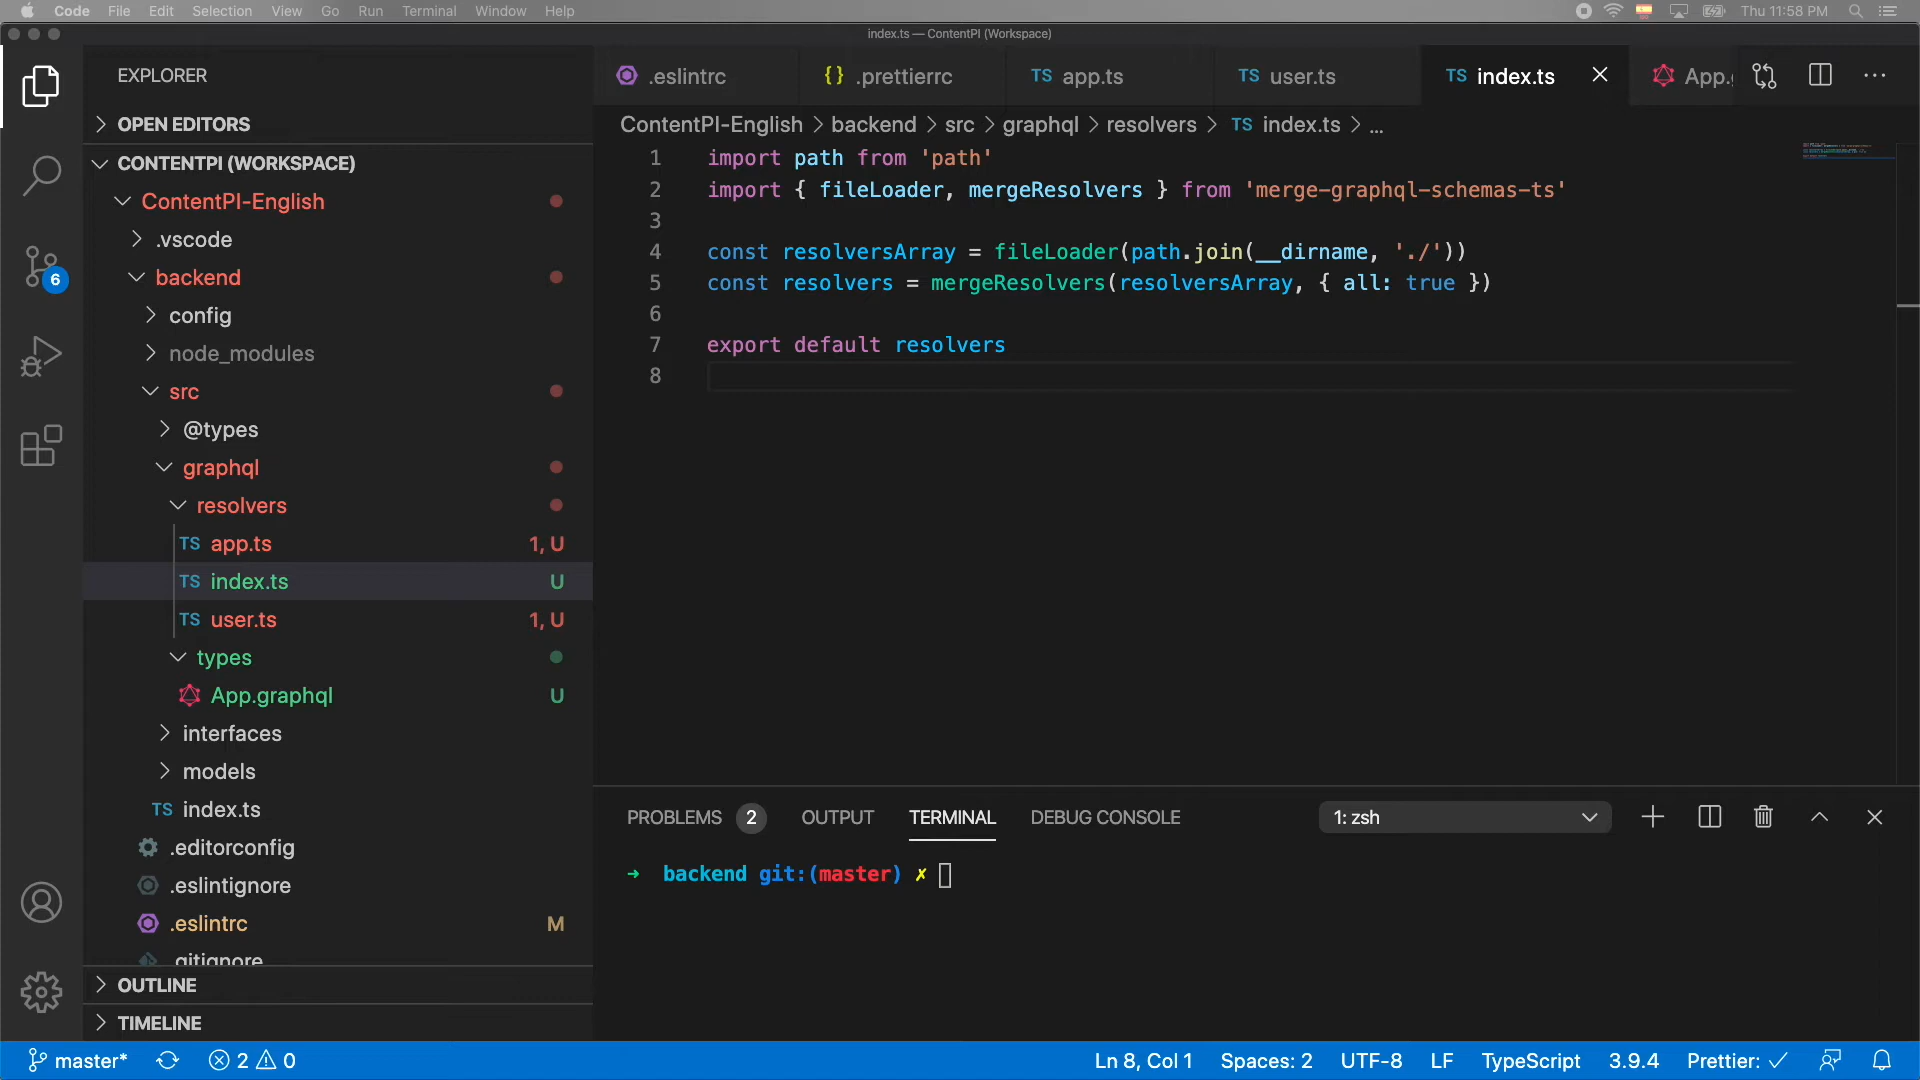 Code File Edit Selection View Go Run Terminal Window Help Thu 11:58 PM
index.ts — ContentPI (Workspace)
EXPLORER
OPEN EDITORS
CONTENTPI (WORKSPACE)
ContentPI-English
.vscode
backend
config
node_modules
src
@types
graphql
resolvers
TS app.ts 1, U
TS index.ts U
TS user.ts 1, U
types
App.graphql U
interfaces
models
TS index.ts
.editorconfig
.eslintignore
.eslintrc M
.gitignore
OUTLINE
TIMELINE
6
.eslintrc {} .prettierrc TS app.ts TS user.ts TS index.ts App.
ContentPI-English > backend > src > graphql > resolvers > TS index.ts > ...
1 import path from 'path'
2 import { fileLoader, mergeResolvers } from 'merge-graphql-schemas-ts'
3
4 const resolversArray = fileLoader(path.join(__dirname, './'))
5 const resolvers = mergeResolvers(resolversArray, { all: true })
6
7 export default resolvers
8
PROBLEMS 2 OUTPUT TERMINAL DEBUG CONSOLE 1: zsh
→ backend git:(master) ✗
master* 2 0 Ln 8, Col 1 Spaces: 2 UTF-8 LF TypeScript 3.9.4 Prettier: ✓